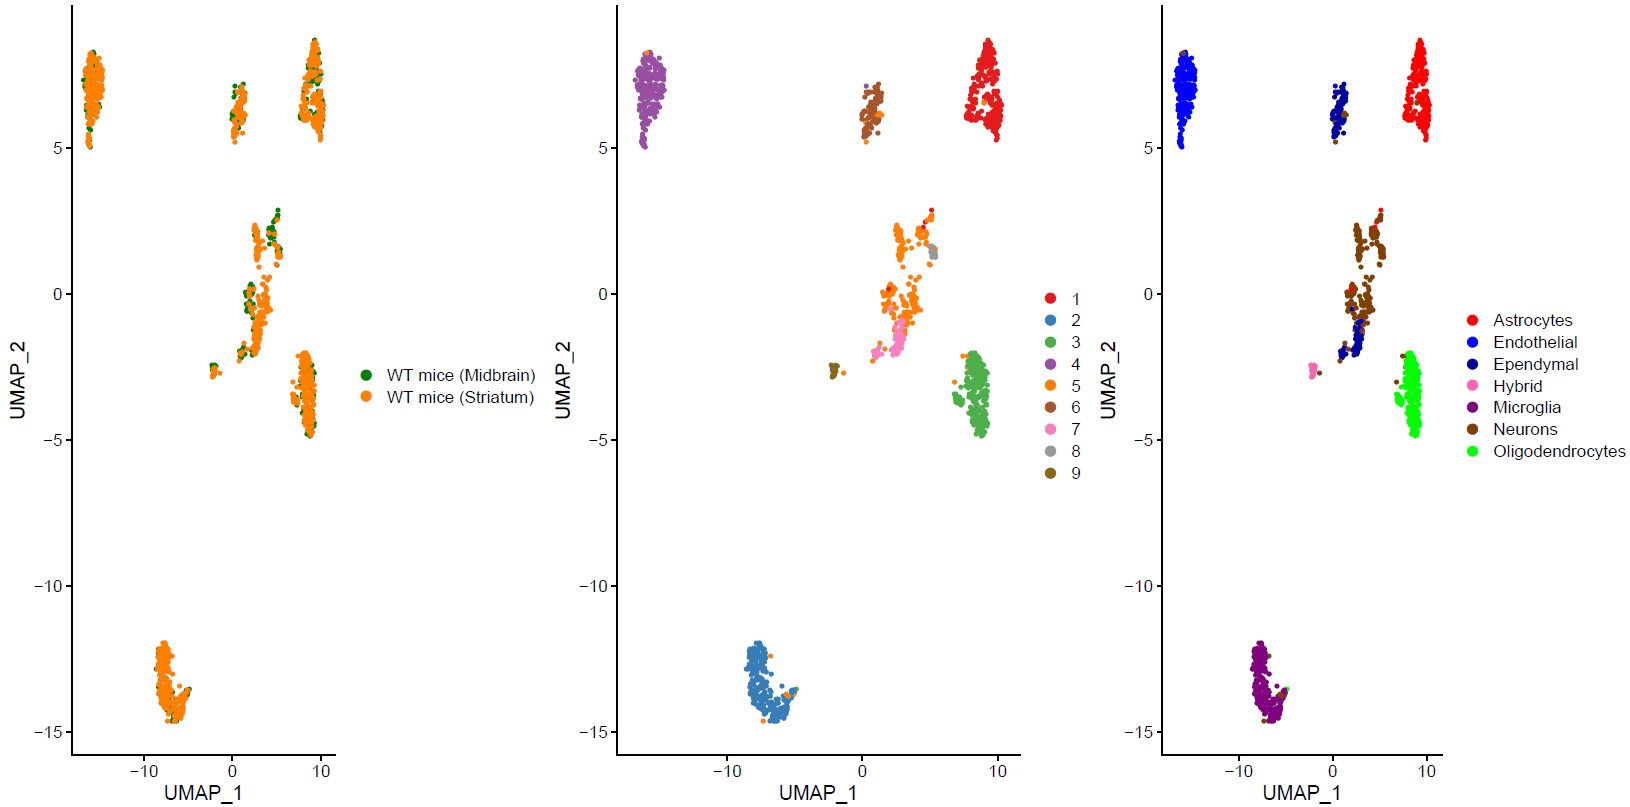 5
0
−5
−10
−15
−10
0
10
UMAP_1
UMAP_2
WT mice (Midbrain)
WT mice (Striatum)
5
0
−5
−10
−15
−10
0
10
UMAP_1
UMAP_2
1
2
3
4
5
6
7
8
9
5
0
−5
−10
−15
−10
0
10
UMAP_1
UMAP_2
Astrocytes
Endothelial
Ependymal
Hybrid
Microglia
Neurons
Oligodendrocytes